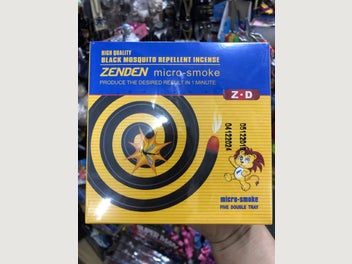 HIGH QUALITY
BLACK MOSQUITO REPELLENT INCENSE
ZENDEN micro-smoke
PRODUCE THE DESIRED RESULT IN 1 MINUTE
Z·D
04122024
micro-smoke
FIVE DOUBLE TRAY